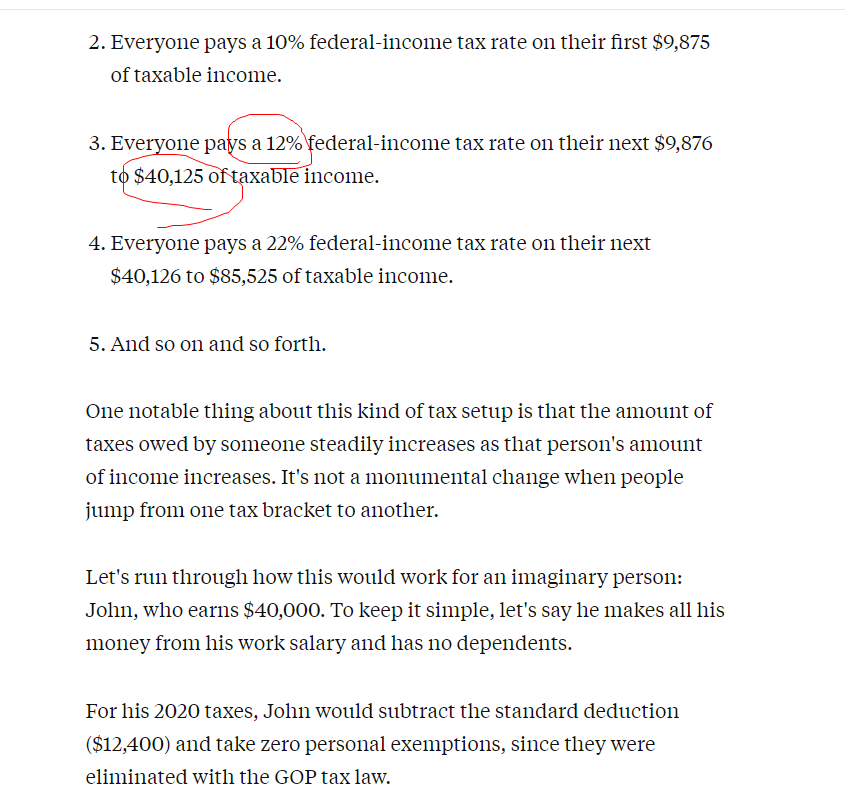 2. Everyone pays a 10% federal-income tax rate on their first $9,875
of taxable income.
3. Everyone pays a 12% federal-income tax rate on their next $9,876
to $40,125 of taxable income.
4. Everyone pays a 22% federal-income tax rate on their next
$40,126 to $85,525 of taxable income.
5. And so on and so forth.
One notable thing about this kind of tax setup is that the amount of
taxes owed by someone steadily increases as that person's amount
of income increases. It's not a monumental change when people
jump from one tax bracket to another.
Let's run through how this would work for an imaginary person:
John, who earns $40,000. To keep it simple, let's say he makes all his
money from his work salary and has no dependents.
For his 2020 taxes, John would subtract the standard deduction
($12,400) and take zero personal exemptions, since they were
eliminated with the GOP tax law.